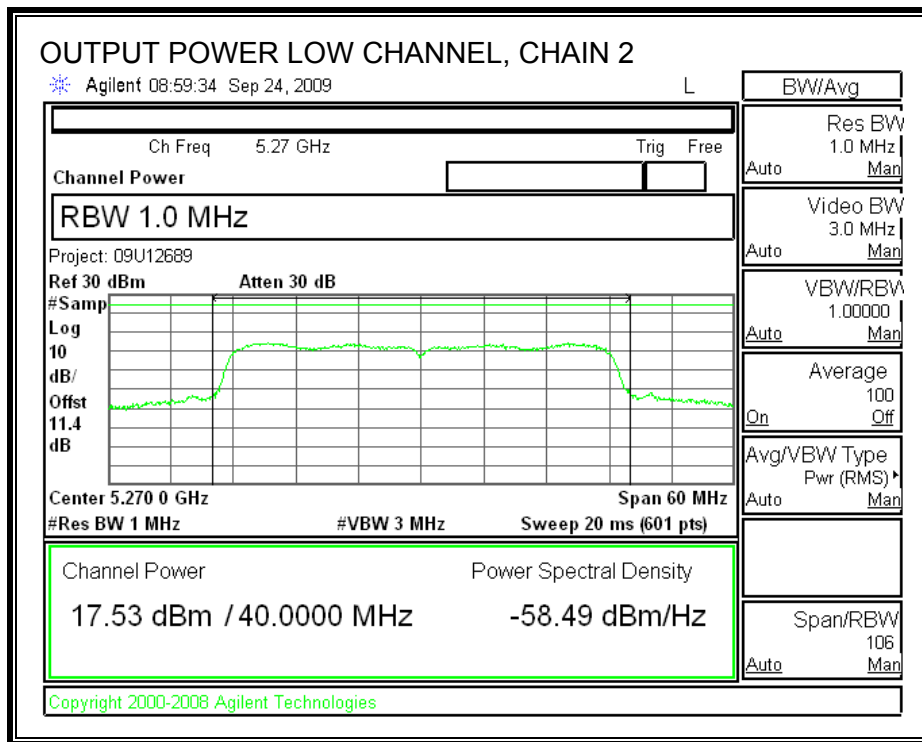 OUTPUT POWER LOW CHANNEL, CHAIN 2
Agilent 08:59:34 Sep 24, 2009 L
Ch Freq 5.27 GHz Trig Free
Channel Power
RBW 1.0 MHz
Project: 09U12689
Ref 30 dBm Atten 30 dB
#Samp
Log
10
dB/
Offst
11.4
dB
Center 5.270 0 GHz Span 60 MHz
#Res BW 1 MHz #VBW 3 MHz Sweep 20 ms (601 pts)
Channel Power Power Spectral Density
17.53 dBm / 40.0000 MHz -58.49 dBm/Hz
Copyright 2000-2008 Agilent Technologies
BW/Avg
Res BW
1.0 MHz
Auto Man
Video BW
3.0 MHz
Auto Man
VBW/RBW
1.00000
Auto Man
Average
100
On Off
Avg/VBW Type
Pwr (RMS)
Auto Man
Span/RBW
106
Auto Man